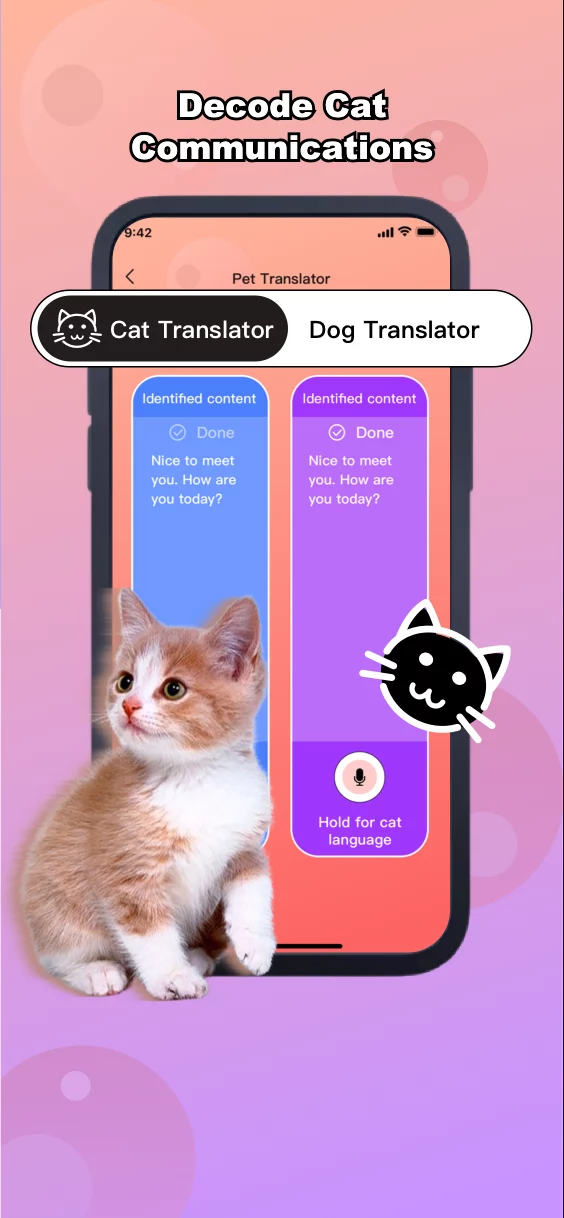 Decode Cat
Communications
9:42
Pet Translator
Cat Translator
Dog Translator
Identified content
Done
Nice to meet
you. How are
you today?
Identified content
Done
Nice to meet
you. How are
you today?
Hold for cat
language